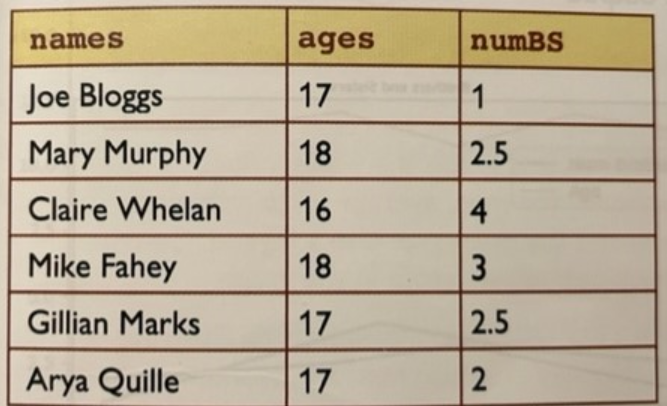 names ages numBS
Joe Bloggs 17 1
Mary Murphy 18 2.5
Claire Whelan 16 4
Mike Fahey 18 3
Gillian Marks 17 2.5
Arya Quille 17 2